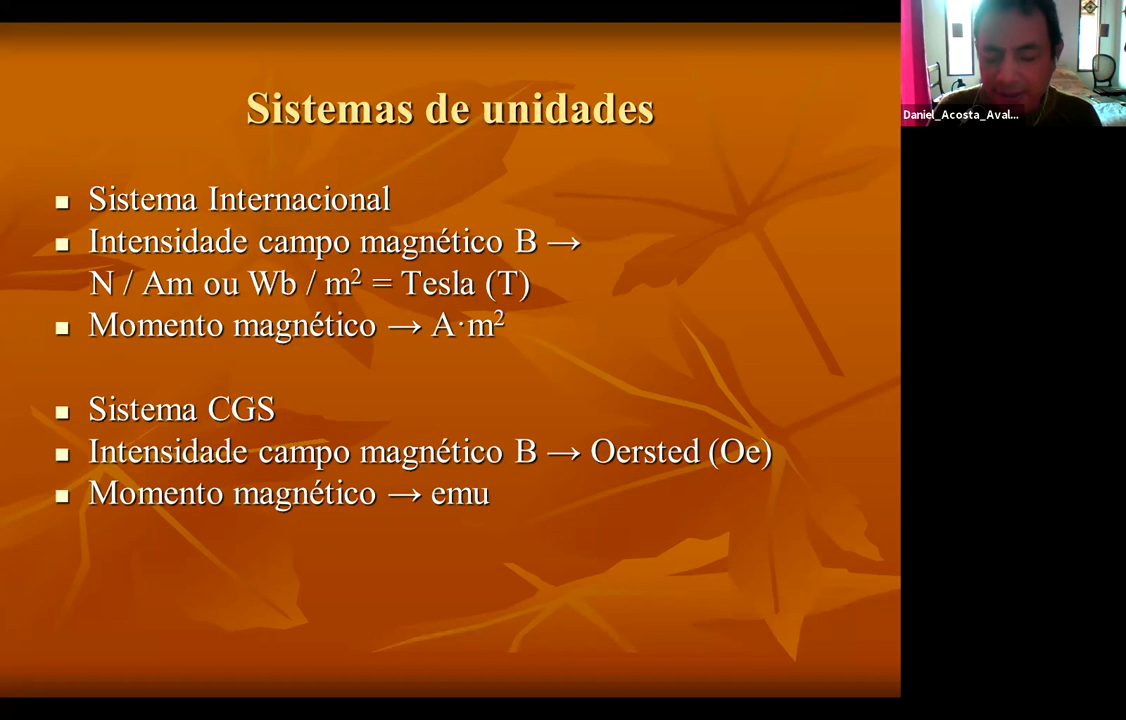 Sistemas de unidades
Sistema Internacional
Intensidade campo magnético B →
N / Am ou Wb / m² = Tesla (T)
Momento magnético → A·m²
Sistema CGS
Intensidade campo magnético B → Oersted (Oe)
Momento magnético → emu
Daniel_Acosta_Aval...